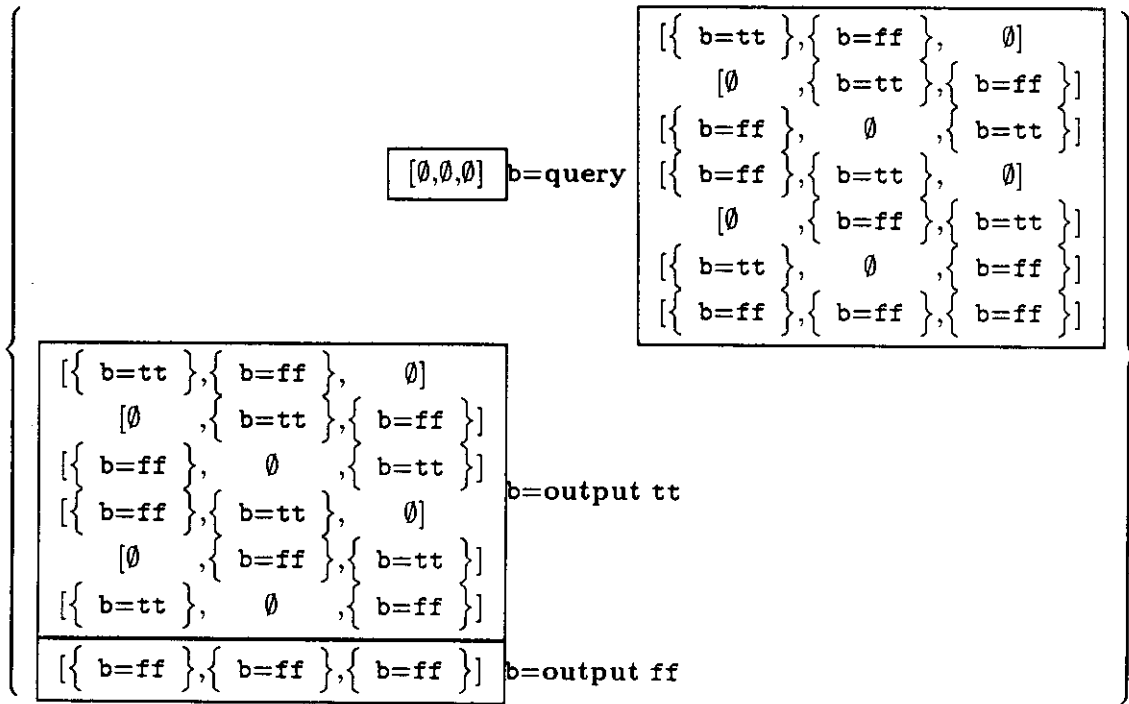 [{ b=tt },{ b=ff }, ∅]
[∅ ,{ b=tt },{ b=ff }]
[{ b=ff }, ∅ ,{ b=tt }]
[∅,∅,∅] b=query [{ b=ff },{ b=tt }, ∅]
[∅ ,{ b=ff },{ b=tt }]
[{ b=tt }, ∅ ,{ b=ff }]
[{ b=ff },{ b=ff },{ b=ff }]
[{ b=tt },{ b=ff }, ∅]
[∅ ,{ b=tt },{ b=ff }]
[{ b=ff }, ∅ ,{ b=tt }]
b=output tt
[{ b=ff },{ b=tt }, ∅]
[∅ ,{ b=ff },{ b=tt }]
[{ b=tt }, ∅ ,{ b=ff }]
[{ b=ff },{ b=ff },{ b=ff }] b=output ff